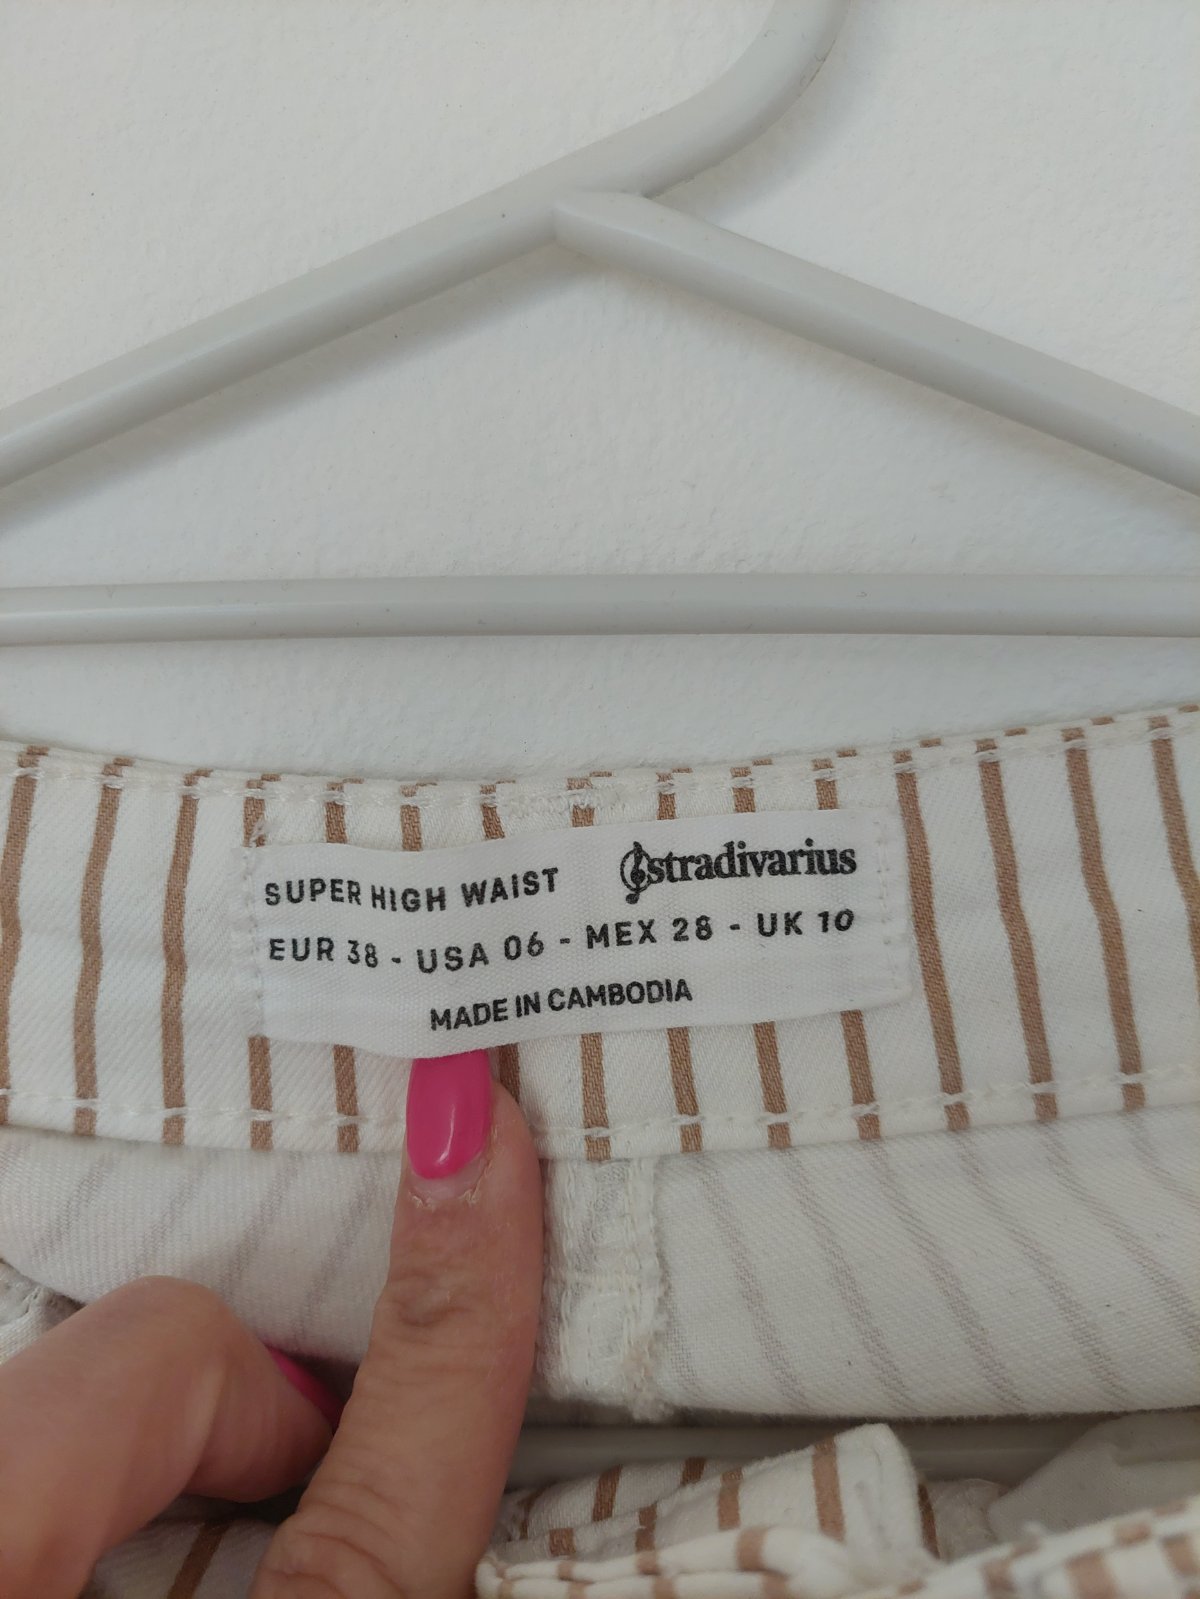 SUPER HIGH WAIST stradivarius
EUR 38 - USA 06 - MEX 28 - UK 10
MADE IN CAMBODIA